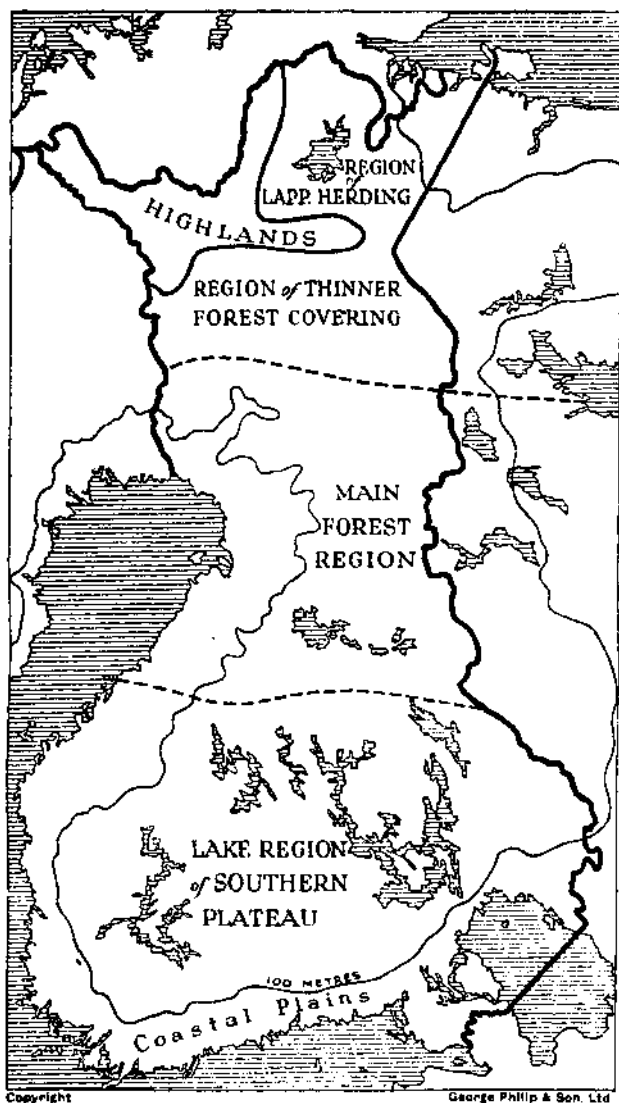 REGION
of
LAPP HERDING
HIGHLANDS
REGION of THINNER
FOREST COVERING
MAIN
FOREST
REGION
LAKE REGION
of SOUTHERN
PLATEAU
100 METRES
Coastal Plains
Copyright
George Philip & Son, Ltd